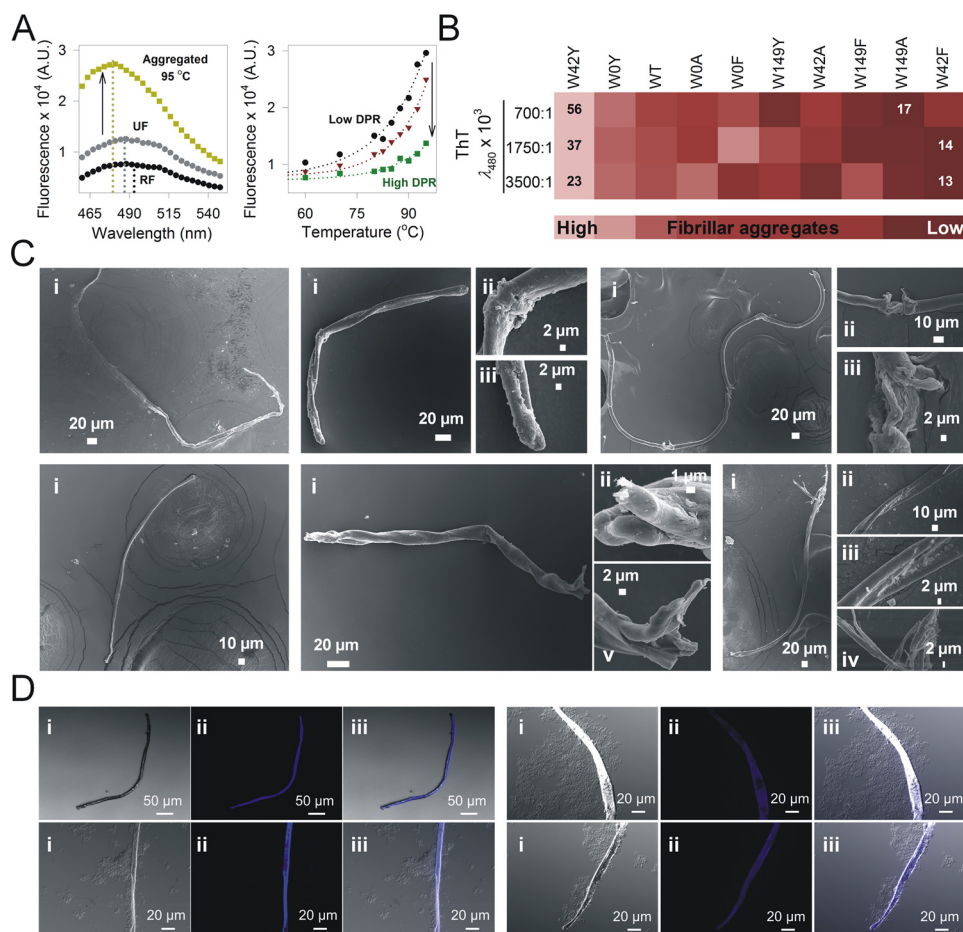 A
Fluorescence x 10⁴ (A.U.)
3
2
1
Aggregated
95 °C
UF
RF
465 490 515 540
Wavelength (nm)
Fluorescence x 10⁴ (A.U.)
3
2
1
Low DPR
High DPR
60 70 80 90
Temperature (°C)
B
W42Y W0Y WT W0A W0F W149Y W42A W149F W149A W42F
ThT
λ480 x 10³
700:1 56 17
1750:1 37 14
3500:1 23 13
High Fibrillar aggregates Low
C
i
20 µm
i
20 µm
ii
2 µm
iii
2 µm
i
20 µm
ii
10 µm
iii
2 µm
i
10 µm
i
20 µm
ii
1 µm
2 µm
v
i
20 µm
ii
10 µm
iii
2 µm
iv
2 µm
D
i ii iii i ii iii
50 µm 50 µm 50 µm 20 µm 20 µm 20 µm
i ii iii i ii iii
20 µm 20 µm 20 µm 20 µm 20 µm 20 µm